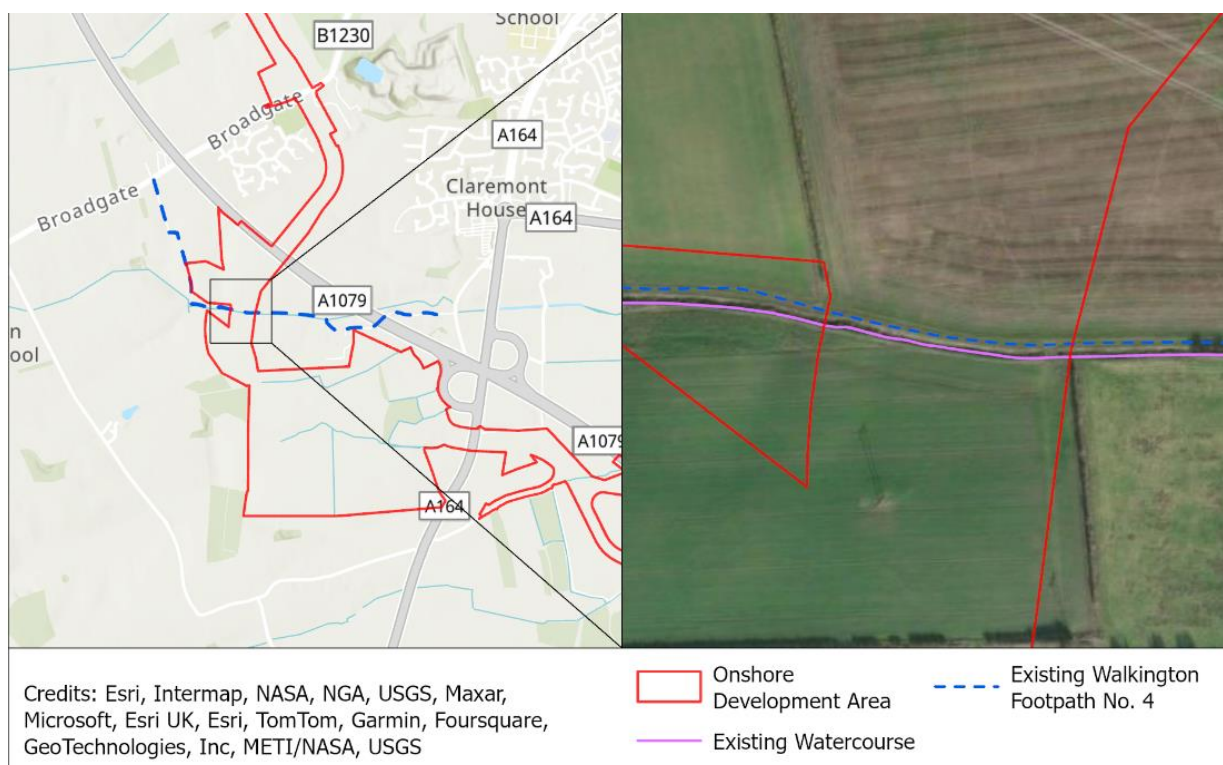 School
B1230
Broadgate
A164
Claremont
House
A164
Broadgate
A1079
n
ool
A1079
A164
Credits: Esri, Intermap, NASA, NGA, USGS, Maxar,
Microsoft, Esri UK, Esri, TomTom, Garmin, Foursquare,
GeoTechnologies, Inc, METI/NASA, USGS
Onshore
Development Area
Existing Watercourse
Existing Walkington
Footpath No. 4